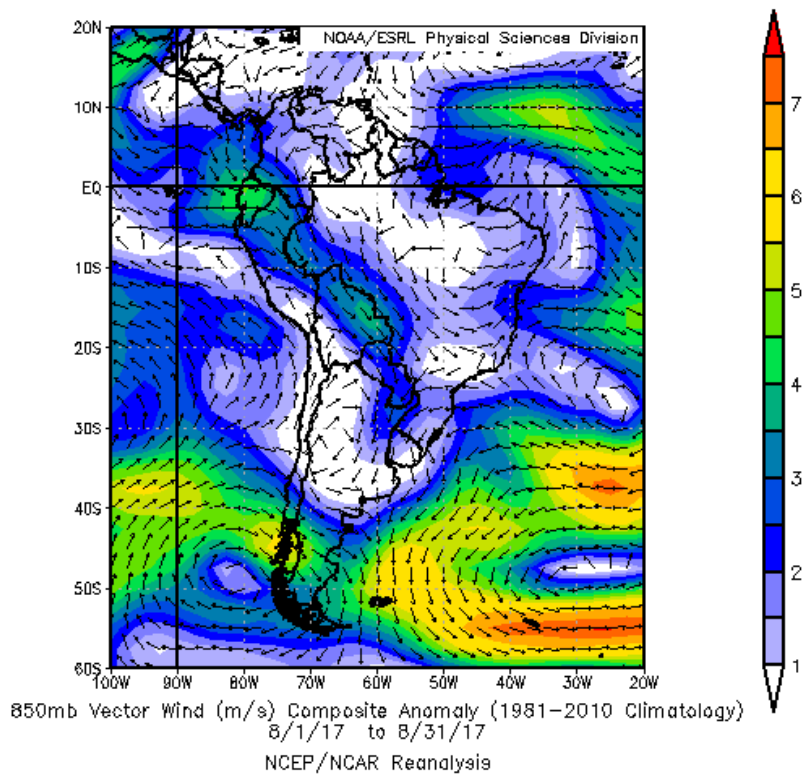 NOAA/ESRL Physical Sciences Division
20N
10N
EQ
10S
20S
30S
40S
50S
60S
100W 90W 80W 70W 60W 50W 40W 30W 20W
7
6
5
4
3
2
1
850mb Vector Wind (m/s) Composite Anomaly (1981-2010 Climatology)
8/1/17 to 8/31/17
NCEP/NCAR Reanalysis